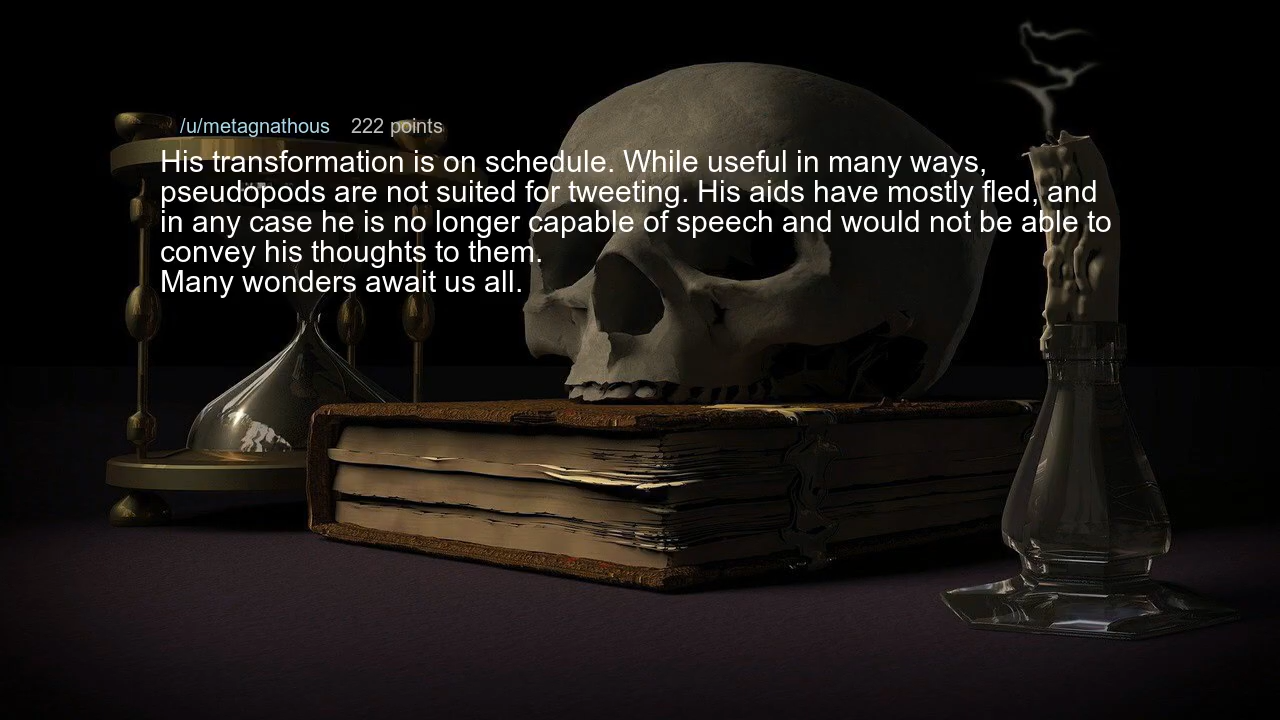 /u/metagnathous 222 points
His transformation is on schedule. While useful in many ways,
pseudopods are not suited for tweeting. His aids have mostly fled, and
in any case he is no longer capable of speech and would not be able to
convey his thoughts to them.
Many wonders await us all.